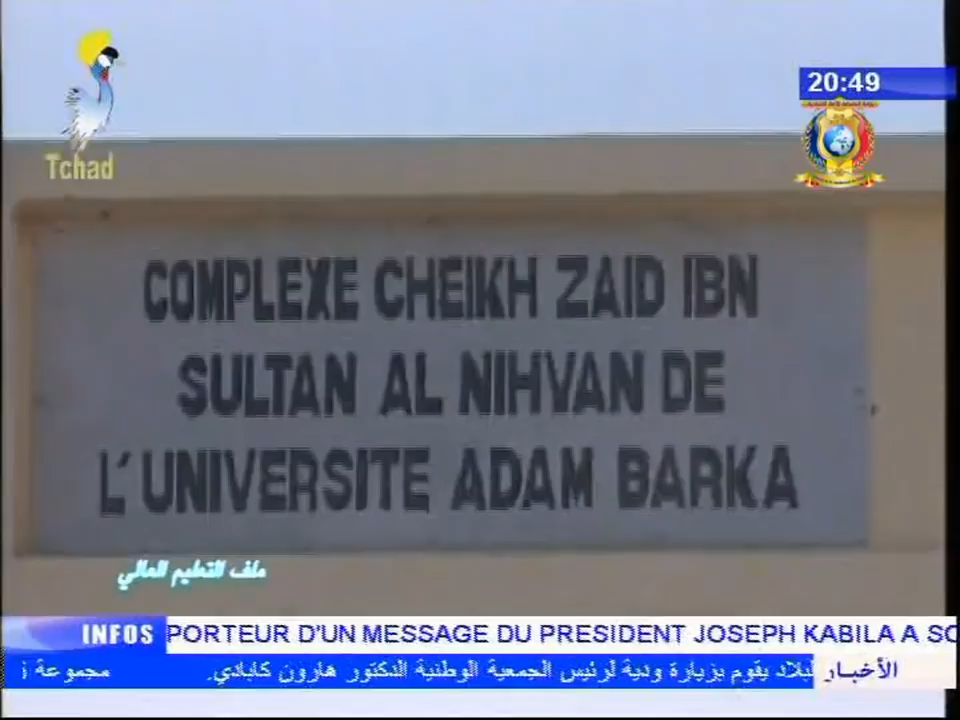 20:49
Tchad
COMPLEXE CHEIKH ZAID IBN
SULTAN AL NIHVAN DE
L'UNIVERSITE ADAM BARKA
ملف التعليم العالي
INFOS PORTEUR D'UN MESSAGE DU PRESIDENT JOSEPH KABILA A SO
الأخبار للبلاد يقوم بزيارة ودية لرئيس الجمعية الوطنية الدكتور هارون كابادي. مجموعة